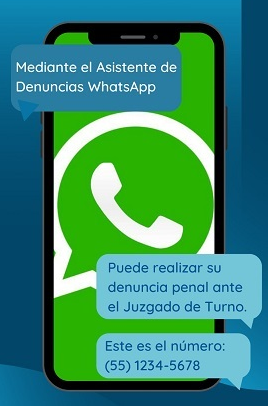 Mediante el Asistente de
Denuncias WhatsApp
Puede realizar su
denuncia penal ante
el Juzgado de Turno.
Este es el número:
(55) 1234-5678